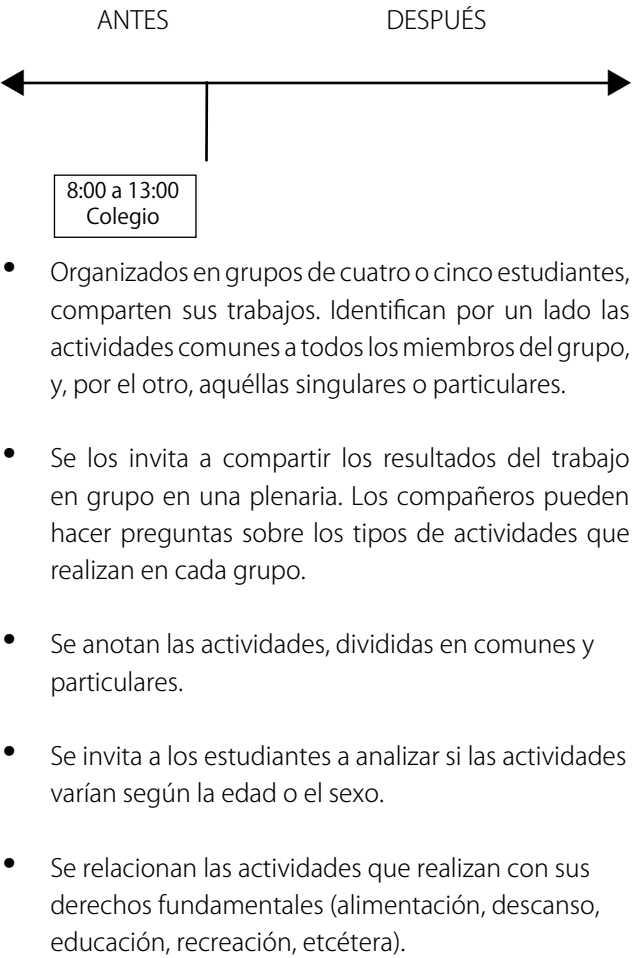 ANTES DESPUÉS
8:00 a 13:00
Colegio
• Organizados en grupos de cuatro o cinco estudiantes,
comparten sus trabajos. Identifican por un lado las
actividades comunes a todos los miembros del grupo,
y, por el otro, aquéllas singulares o particulares.
• Se los invita a compartir los resultados del trabajo
en grupo en una plenaria. Los compañeros pueden
hacer preguntas sobre los tipos de actividades que
realizan en cada grupo.
• Se anotan las actividades, divididas en comunes y
particulares.
• Se invita a los estudiantes a analizar si las actividades
varían según la edad o el sexo.
• Se relacionan las actividades que realizan con sus
derechos fundamentales (alimentación, descanso,
educación, recreación, etcétera).